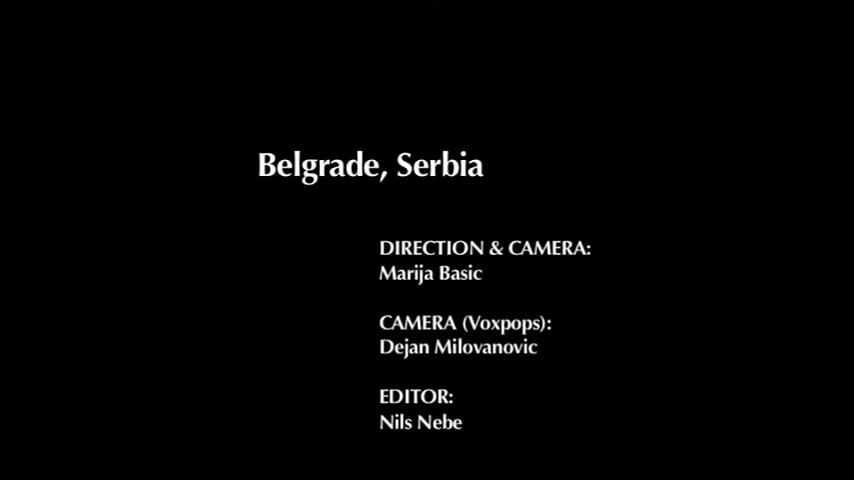 Belgrade, Serbia
DIRECTION & CAMERA:
Marija Basic
CAMERA (Voxpops):
Dejan Milovanovic
EDITOR:
Nils Nebe